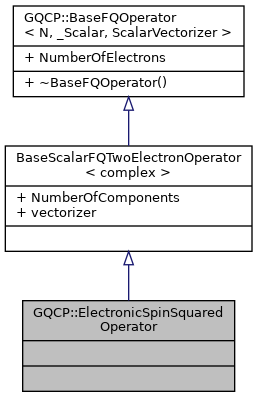 GQCP::BaseFQOperator
< N, _Scalar, ScalarVectorizer >
+ NumberOfElectrons
+ ~BaseFQOperator()
BaseScalarFQTwoElectronOperator
< complex >
+ NumberOfComponents
+ vectorizer
GQCP::ElectronicSpinSquared
Operator